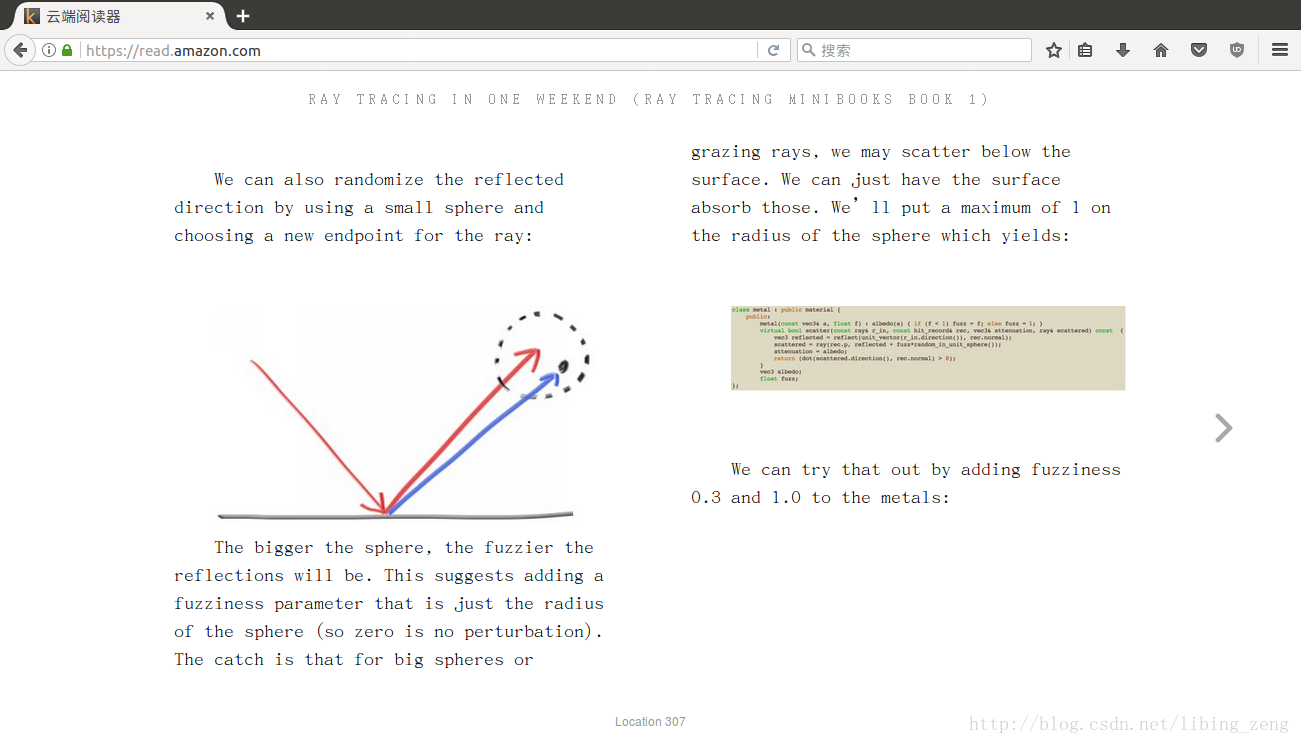 云端阅读器
https://read.amazon.com
搜索
RAY TRACING IN ONE WEEKEND (RAY TRACING MINIBOOKS BOOK 1)
We can also randomize the reflected
direction by using a small sphere and
choosing a new endpoint for the ray:
The bigger the sphere, the fuzzier the
reflections will be. This suggests adding a
fuzziness parameter that is just the radius
of the sphere (so zero is no perturbation).
The catch is that for big spheres or
grazing rays, we may scatter below the
surface. We can just have the surface
absorb those. We’ll put a maximum of 1 on
the radius of the sphere which yields:
class metal : public material {
public:
metal(const vec3& a, float f) : albedo(a) { if (f < 1) fuzz = f; else fuzz = 1; }
virtual bool scatter(const ray& r_in, const hit_record& rec, vec3& attenuation, ray& scattered) const {
vec3 reflected = reflect(unit_vector(r_in.direction()), rec.normal);
scattered = ray(rec.p, reflected + fuzz*random_in_unit_sphere());
attenuation = albedo;
return (dot(scattered.direction(), rec.normal) > 0);
}
vec3 albedo;
float fuzz;
};
We can try that out by adding fuzziness
0.3 and 1.0 to the metals:
Location 307
http://blog.csdn.net/libing_zeng